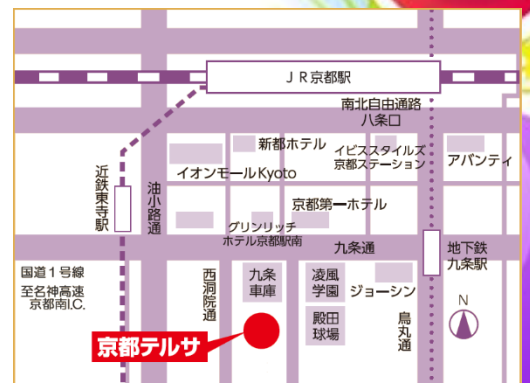 JR京都駅
南北自由通路
八条口
新都ホテル
イビススタイルズ
京都ステーション
アバンティ
イオンモールKyoto
近鉄東寺駅
油小路通
京都第一ホテル
グリンリッチ
ホテル京都駅南
九条通
地下鉄
九条駅
国道1号線
至名神高速
京都南I.C.
西洞院通
九条
車庫
凌風
学園
ジョーシン
殿田
球場
烏丸通
N
京都テルサ